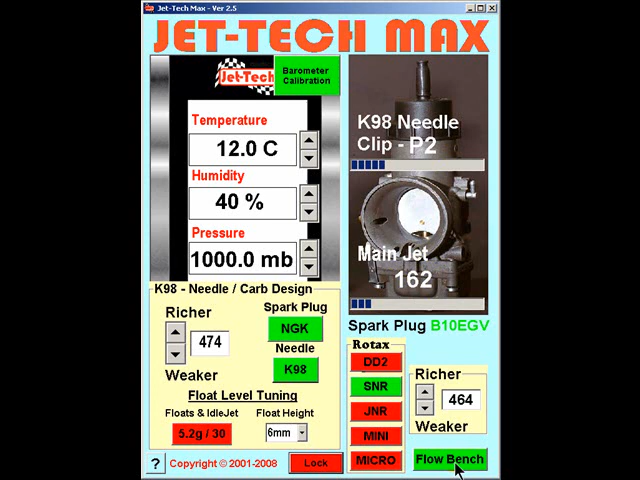 Jet-Tech Max - Ver 2.5
JET-TECH MAX
Jet-Tech
Barometer
Calibration
Temperature
12.0 C
Humidity
40 %
Pressure
1000.0 mb
K98 Needle
Clip - P2
Main Jet
162
K98 - Needle / Carb Design
Richer
474
Weaker
Spark Plug
NGK
Needle
K98
Float Level Tuning
Floats & IdleJet
5.2g / 30
Float Height
6mm
Spark Plug B10EGV
Rotax
DD2
SNR
JNR
MINI
MICRO
Richer
464
Weaker
Flow Bench
?
Copyright © 2001-2008
Lock